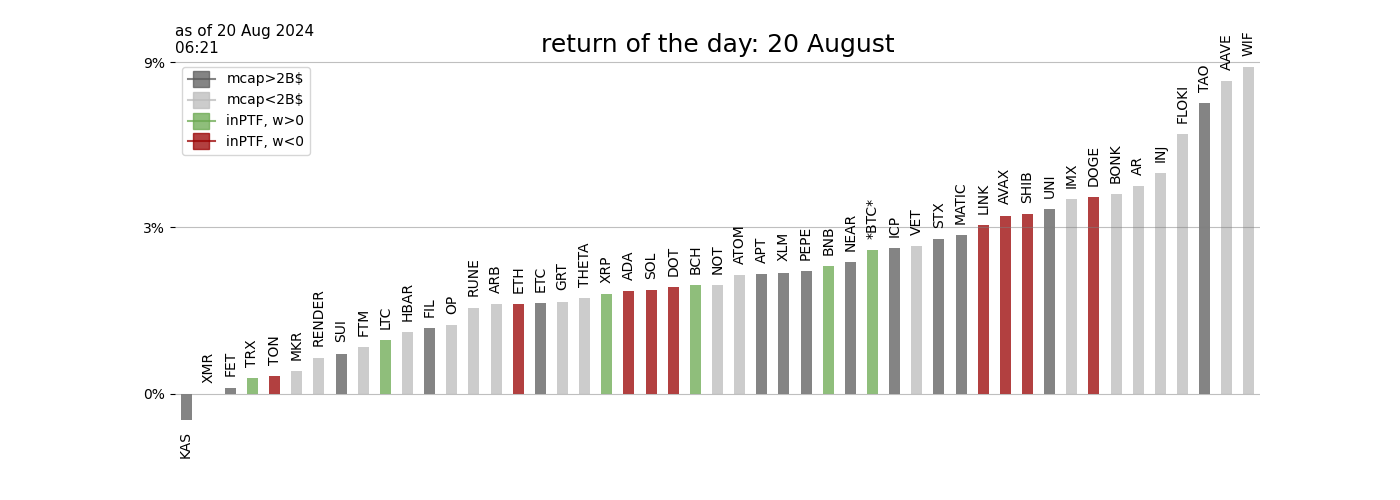 as of 20 Aug 2024
06:21
return of the day: 20 August
9%
3%
0%
mcap>2B$
mcap<2B$
inPTF, w>0
inPTF, w<0
KAS
XMR
FET
TRX
TON
MKR
RENDER
SUI
FTM
LTC
HBAR
FIL
OP
RUNE
ARB
ETH
ETC
GRT
THETA
XRP
ADA
SOL
DOT
BCH
NOT
ATOM
APT
XLM
PEPE
BNB
NEAR
*BTC*
ICP
VET
STX
MATIC
LINK
AVAX
SHIB
UNI
IMX
DOGE
BONK
AR
INJ
FLOKI
TAO
AAVE
WIF